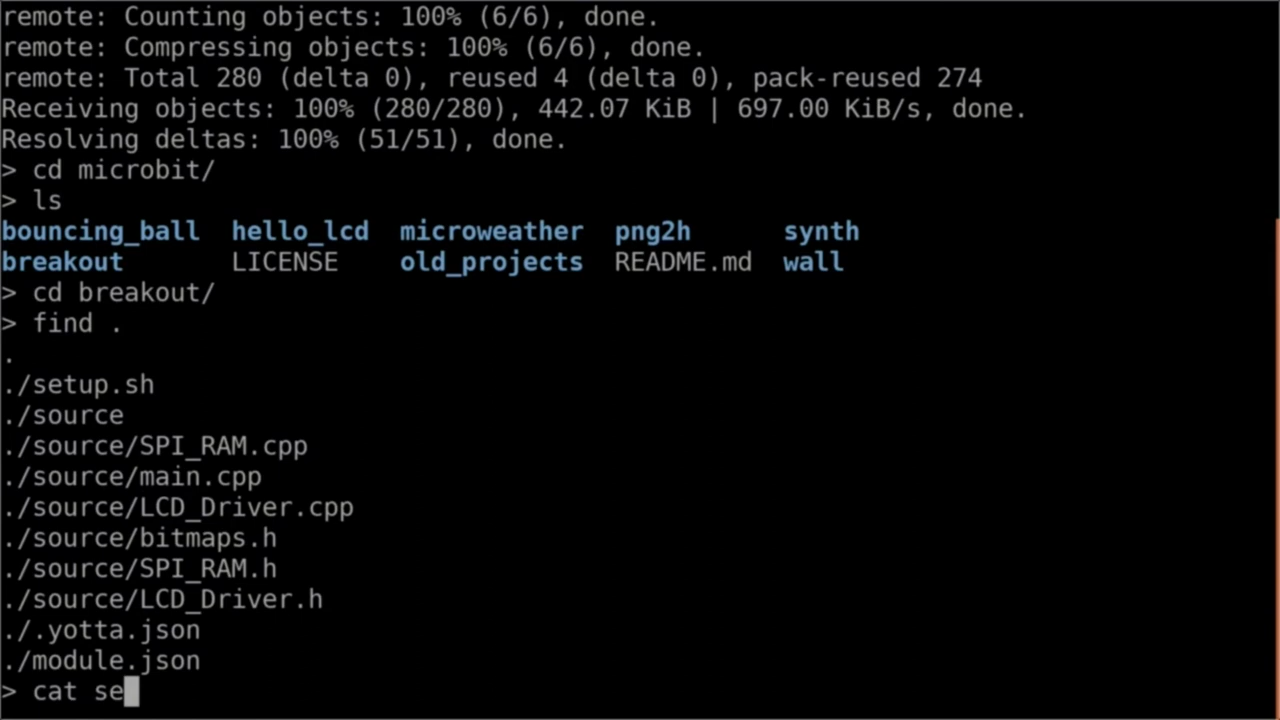 remote: Counting objects: 100% (6/6), done.
remote: Compressing objects: 100% (6/6), done.
remote: Total 280 (delta 0), reused 4 (delta 0), pack-reused 274
Receiving objects: 100% (280/280), 442.07 KiB | 697.00 KiB/s, done.
Resolving deltas: 100% (51/51), done.
> cd microbit/
> ls
bouncing_ball  hello_lcd  microweather  png2h      synth
breakout       LICENSE    old_projects  README.md  wall
> cd breakout/
> find .
.
./setup.sh
./source
./source/SPI_RAM.cpp
./source/main.cpp
./source/LCD_Driver.cpp
./source/bitmaps.h
./source/SPI_RAM.h
./source/LCD_Driver.h
./.yotta.json
./module.json
> cat se